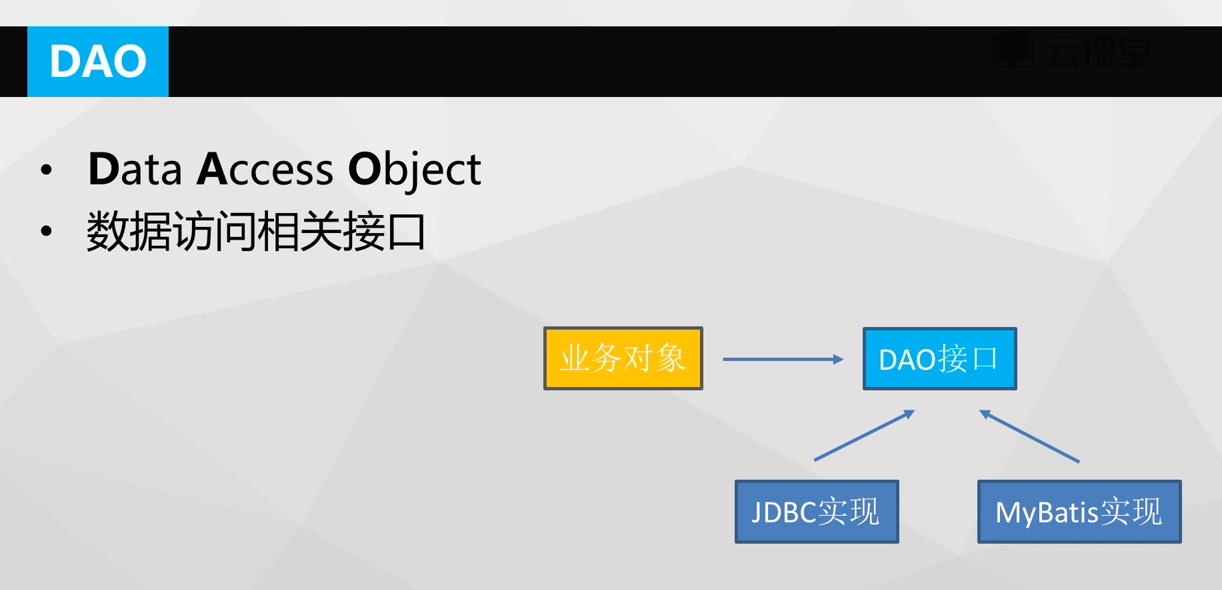 DAO
云课堂
• Data Access Object
• 数据访问相关接口
业务对象
DAO接口
JDBC实现
MyBatis实现